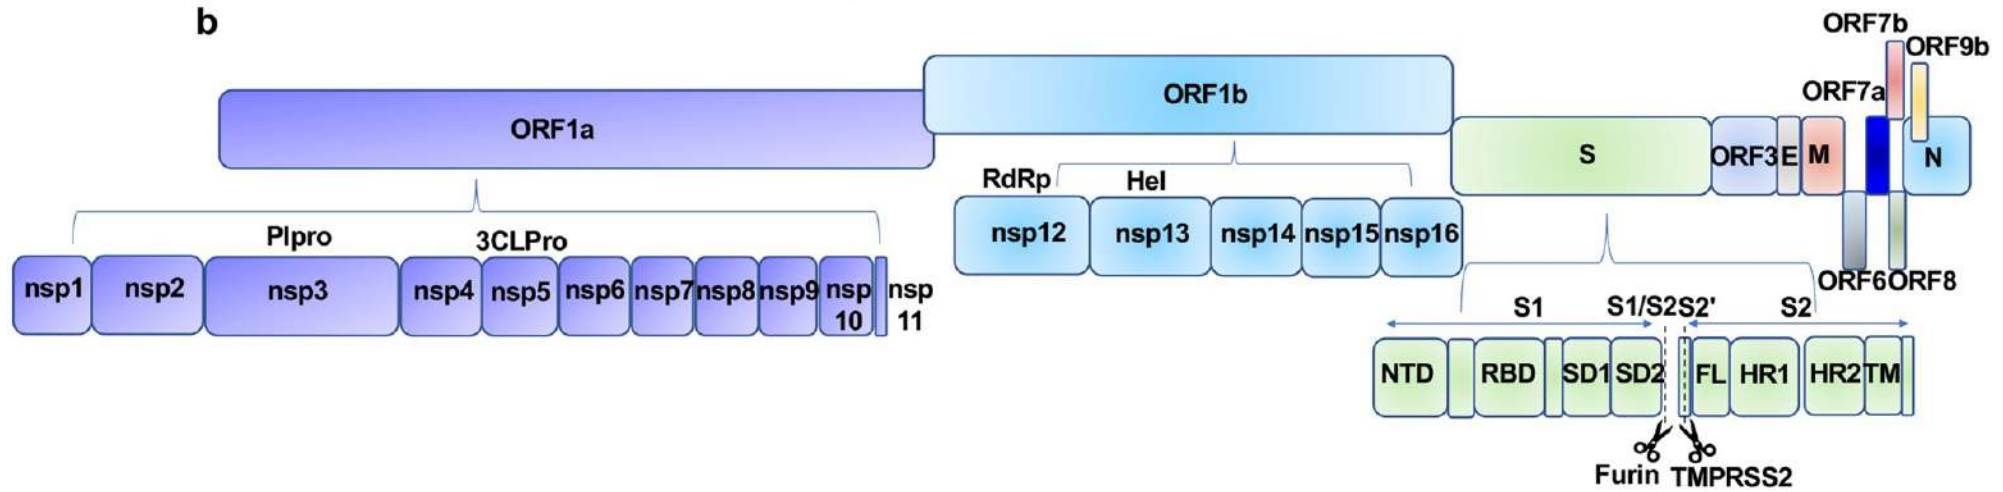 b
ORF7b
ORF9b
ORF1b
ORF7a
ORF1a
S
ORF3
E
M
N
RdRp
Hel
nsp12
nsp13
nsp14
nsp15
nsp16
Plpro
3CLPro
nsp1
nsp2
nsp3
nsp4
nsp5
nsp6
nsp7
nsp8
nsp9
nsp
10
nsp
11
ORF6
ORF8
S1
S1/S2
S2'
S2
NTD
RBD
SD1
SD2
FL
HR1
HR2
TM
Furin
TMPRSS2